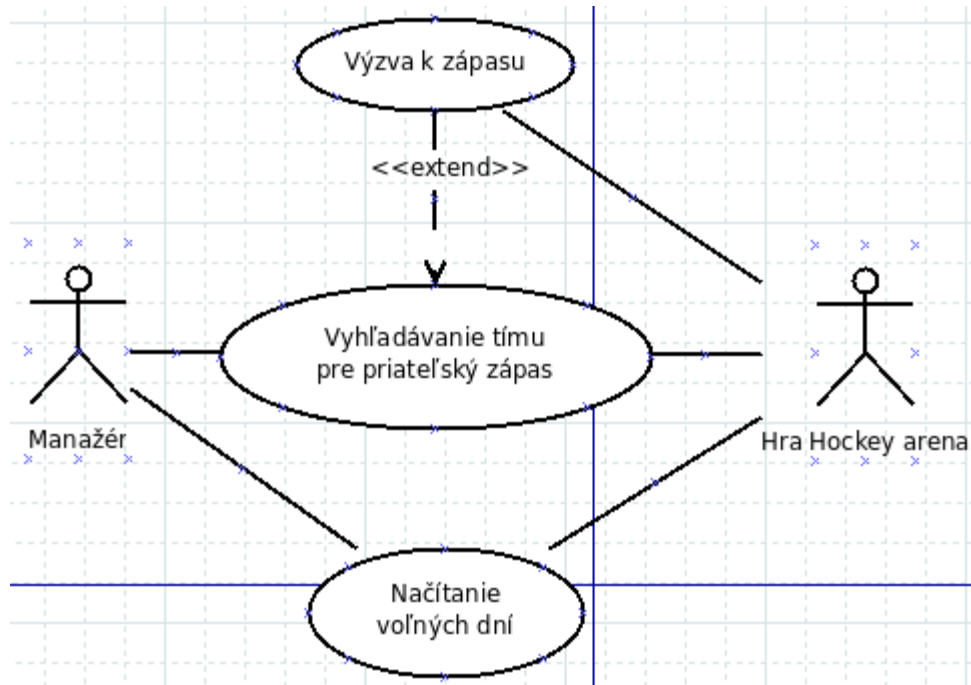 Výzva k zápasu
<<extend>>
Vyhľadávanie tímu
pre priateľský zápas
Manažér
Hra Hockey arena
Načítanie
voľných dní